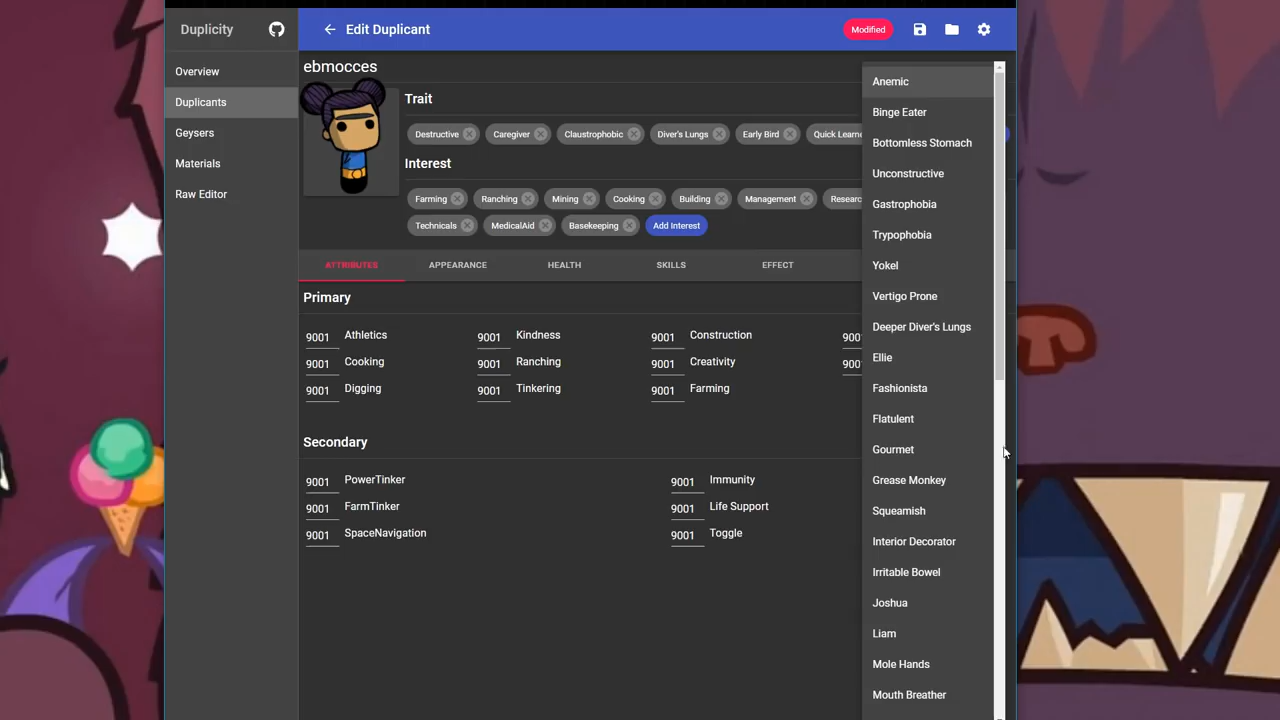 Duplicity
Edit Duplicant
Modified
Overview
Duplicants
Geysers
Materials
Raw Editor
ebmocces
Trait
Destructive Caregiver Claustrophobic Diver's Lungs Early Bird Quick Learne
Interest
Farming Ranching Mining Cooking Building Management Researc
Technicals MedicalAid Basekeeping Add Interest
ATTRIBUTES APPEARANCE HEALTH SKILLS EFFECT
Primary
9001 Athletics 9001 Kindness 9001 Construction 900
9001 Cooking 9001 Ranching 9001 Creativity 900
9001 Digging 9001 Tinkering 9001 Farming
Secondary
9001 PowerTinker 9001 Immunity
9001 FarmTinker 9001 Life Support
9001 SpaceNavigation 9001 Toggle
Anemic
Binge Eater
Bottomless Stomach
Unconstructive
Gastrophobia
Trypophobia
Yokel
Vertigo Prone
Deeper Diver's Lungs
Ellie
Fashionista
Flatulent
Gourmet
Grease Monkey
Squeamish
Interior Decorator
Irritable Bowel
Joshua
Liam
Mole Hands
Mouth Breather